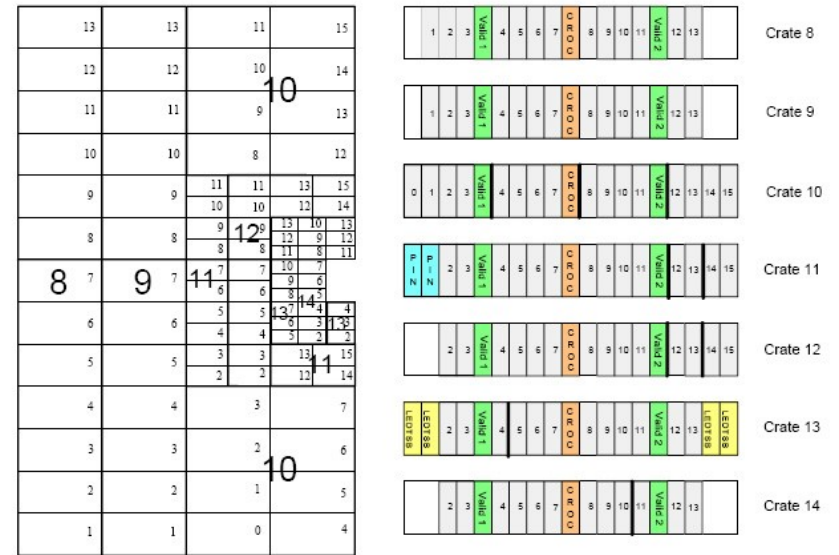 13 13 11 15
12 12 10 14
10
11 11 9 13
10 10 8 12
11 11 13 15
9 9
10 10 12 14
9 9 13 10 13
12
8 8 12 9 12
8 8 11 8 11
7 7 10 7
8 7 9 7 11
6 6 9 6
8 5
14
5 5 7 4 4
13 13
6 6 6 3 3
4 4 5 2 2
3 3 13 15
5 5 11
2 2 12 14
4 4 3 7
3 3 2 6
10
2 2 1 5
1 1 0 4
1 2 3 Valid 1 4 5 6 7 CROC 8 9 10 11 Valid 2 12 13 Crate 8
1 2 3 Valid 1 4 5 6 7 CROC 8 9 10 11 Valid 2 12 13 Crate 9
0 1 2 3 Valid 1 4 5 6 7 CROC 8 9 10 11 Valid 2 12 13 14 15 Crate 10
PIN PIN 2 3 Valid 1 4 5 6 7 CROC 8 9 10 11 Valid 2 12 13 14 15 Crate 11
2 3 Valid 1 4 5 6 7 CROC 8 9 10 11 Valid 2 12 13 14 15 Crate 12
LEDTSB LEDTSB 2 3 Valid 1 4 5 6 7 CROC 8 9 10 11 Valid 2 12 13 LEDTSB LEDTSB Crate 13
2 3 Valid 1 4 5 6 7 CROC 8 9 10 11 Valid 2 12 13 Crate 14